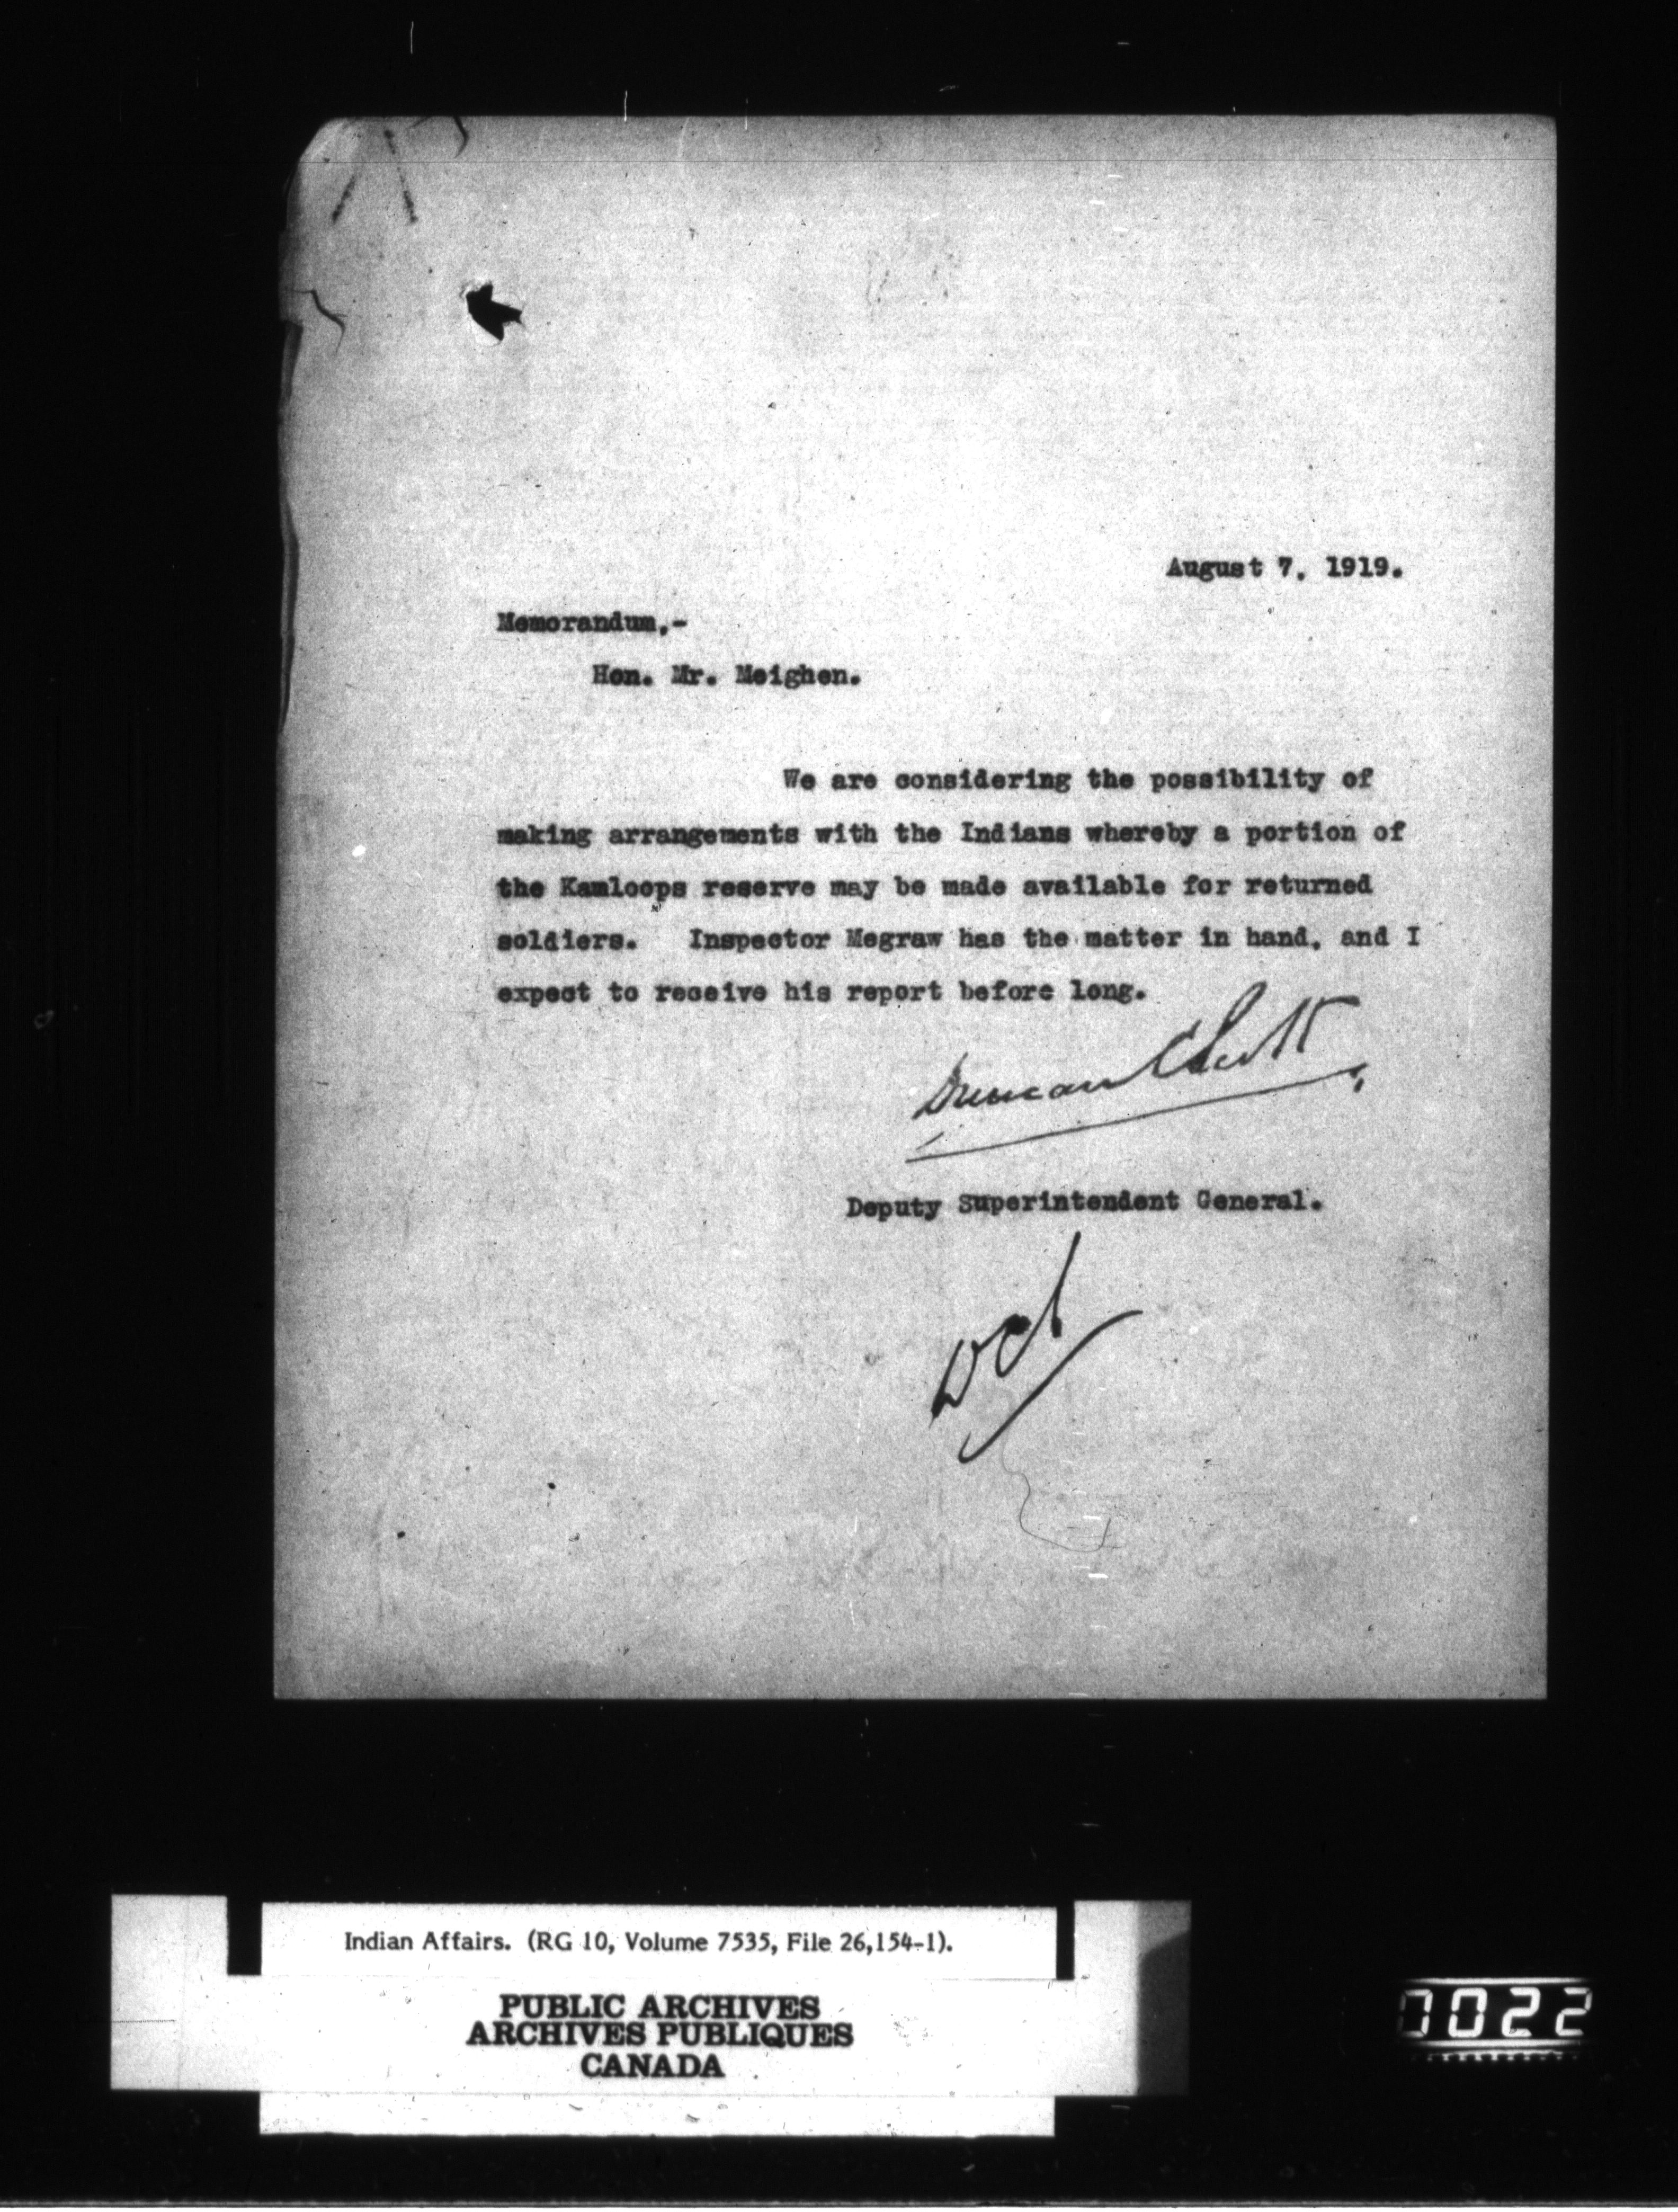 August 7, 1919.
Memorandum,-
Hon. Mr. Meighen.
We are considering the possibility of
making arrangements with the Indians whereby a portion of
the Kamloops reserve may be made available for returned
soldiers. Inspector Megraw has the matter in hand, and I
expect to receive his report before long.
Duncan C Scott
Deputy Superintendent General.
DCS
Indian Affairs. (RG 10, Volume 7535, File 26,154-1).
PUBLIC ARCHIVES
ARCHIVES PUBLIQUES
CANADA
0022